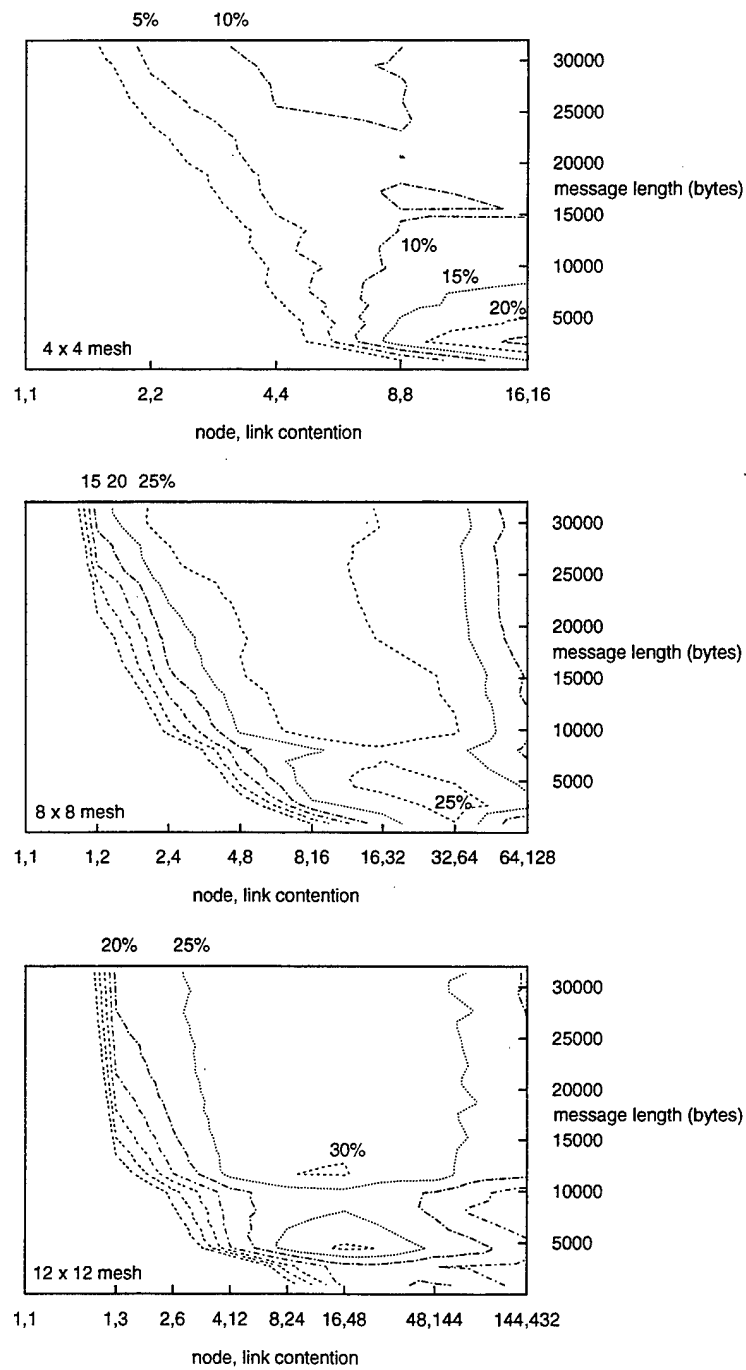 5% 10%
30000
25000
20000
message length (bytes)
15000
10%
10000
15%
20%
5000
4 x 4 mesh
1,1 2,2 4,4 8,8 16,16
node, link contention
15 20 25%
30000
25000
20000
message length (bytes)
15000
10000
5000
25%
8 x 8 mesh
1,1 1,2 2,4 4,8 8,16 16,32 32,64 64,128
node, link contention
20% 25%
30000
25000
20000
message length (bytes)
15000
30%
10000
5000
12 x 12 mesh
1,1 1,3 2,6 4,12 8,24 16,48 48,144 144,432
node, link contention